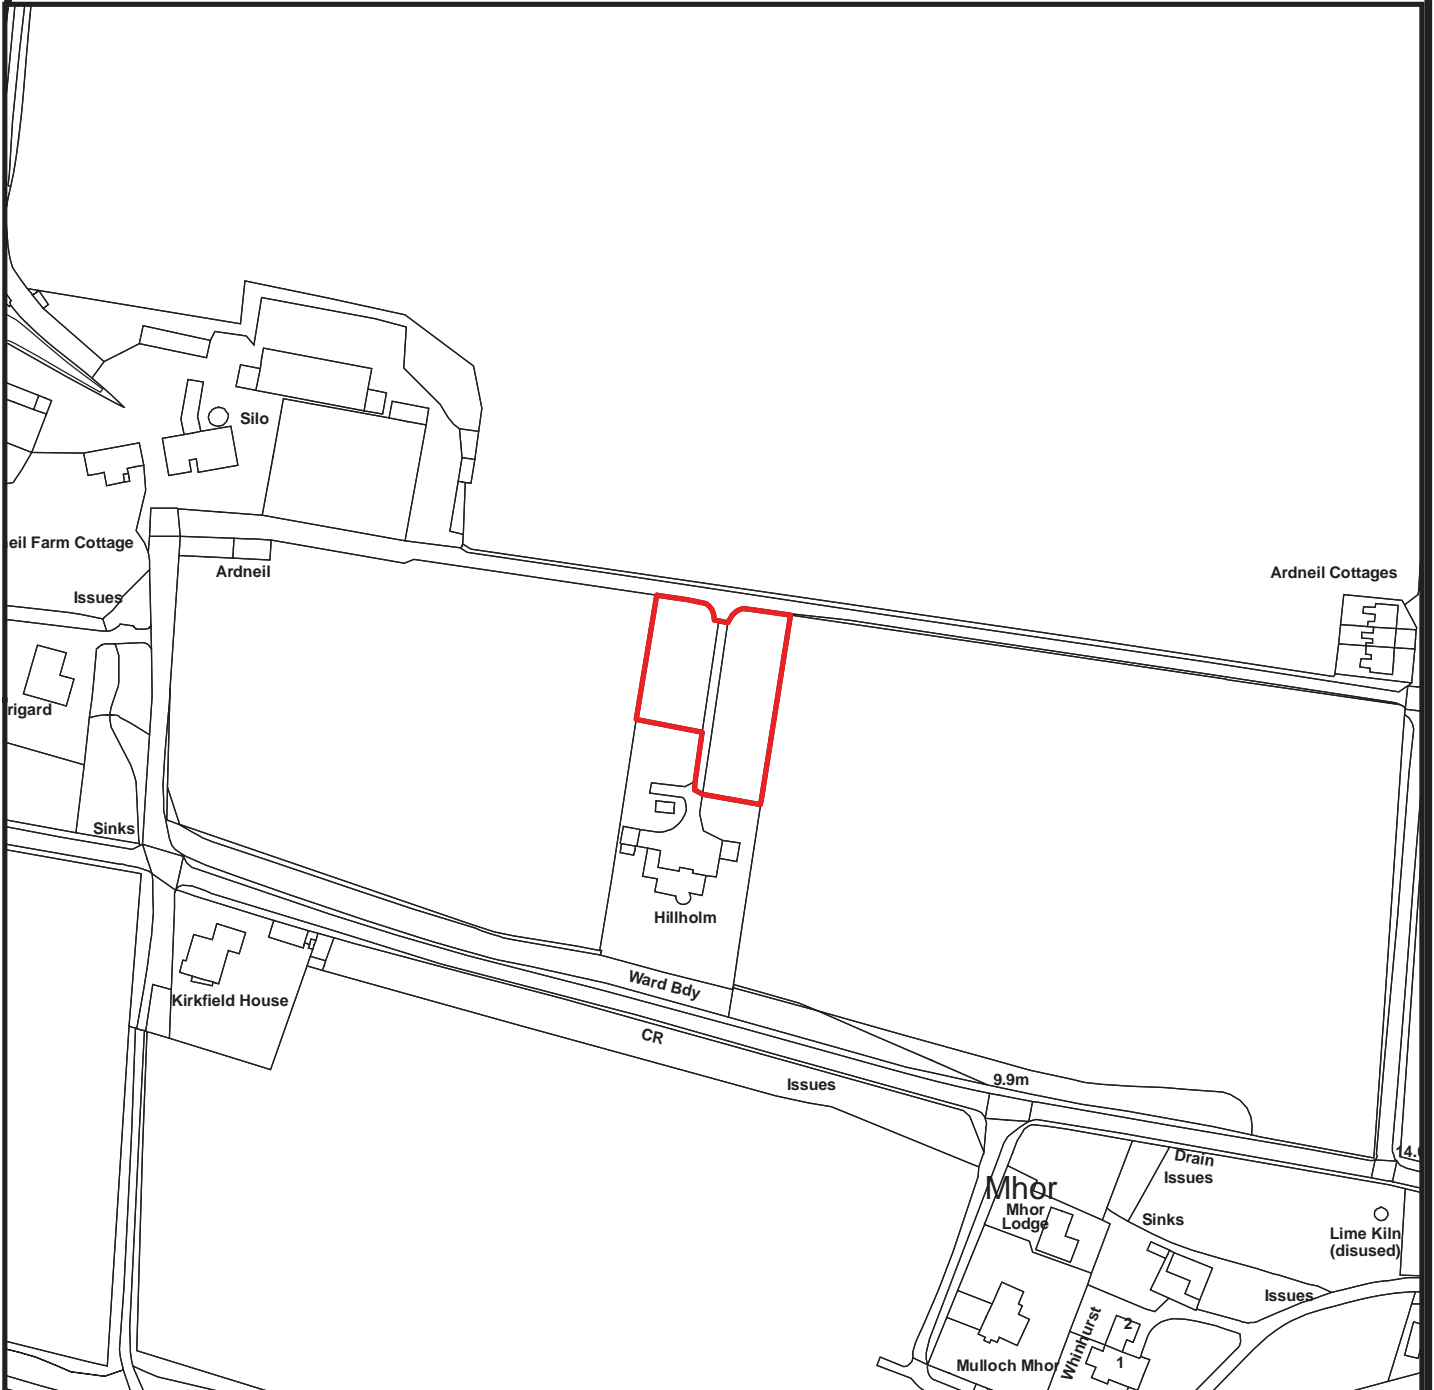 Silo
eil Farm Cottage
Ardneil
Ardneil Cottages
Issues
rigard
Sinks
Hillholm
Ward Bdy
Kirkfield House
CR
Issues
9.9m
Drain
Issues
14.
Mhor
Mhor
Lodge
Sinks
Lime Kiln
(disused)
Issues
Whinhurst
2
1
Mulloch Mhor